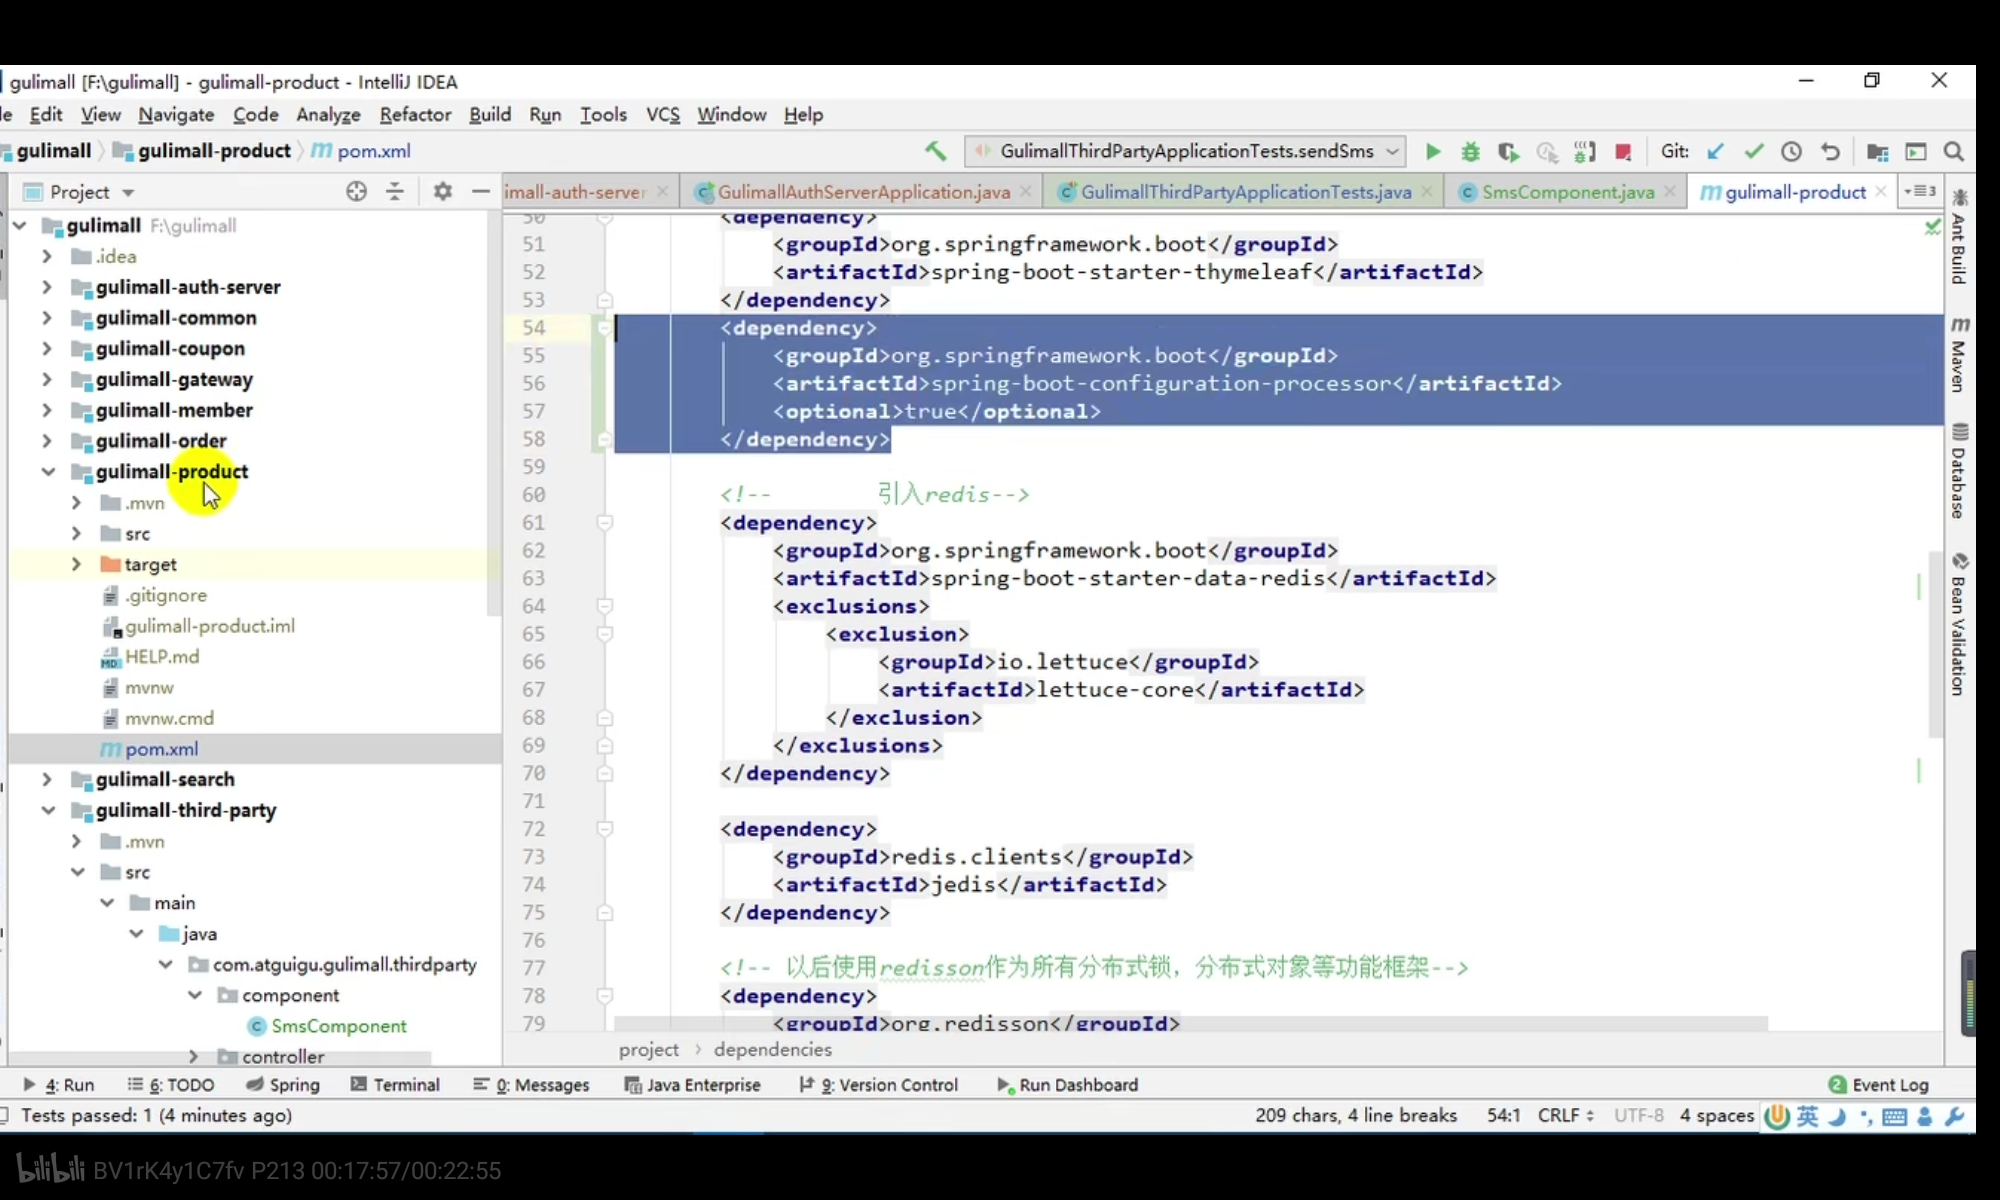 gulimall [F:\gulimall] - gulimall-product - IntelliJ IDEA
Edit View Navigate Code Analyze Refactor Build Run Tools VCS Window Help
gulimall gulimall-product pom.xml
GulimallThirdPartyApplicationTests.sendSms
Git:
Project
imall-auth-server
GulimallAuthServerApplication.java
GulimallThirdPartyApplicationTests.java
SmsComponent.java
gulimall-product
3
gulimall F:\gulimall
.idea
gulimall-auth-server
gulimall-common
gulimall-coupon
gulimall-gateway
gulimall-member
gulimall-order
gulimall-product
.mvn
src
target
.gitignore
gulimall-product.iml
HELP.md
mvnw
mvnw.cmd
pom.xml
gulimall-search
gulimall-third-party
.mvn
src
main
java
com.atguigu.gulimall.thirdparty
component
SmsComponent
controller
50 <dependency>
51 <groupId>org.springframework.boot</groupId>
52 <artifactId>spring-boot-starter-thymeleaf</artifactId>
53 </dependency>
54 <dependency>
55 <groupId>org.springframework.boot</groupId>
56 <artifactId>spring-boot-configuration-processor</artifactId>
57 <optional>true</optional>
58 </dependency>
59
60 <!-- 引入redis-->
61 <dependency>
62 <groupId>org.springframework.boot</groupId>
63 <artifactId>spring-boot-starter-data-redis</artifactId>
64 <exclusions>
65 <exclusion>
66 <groupId>io.lettuce</groupId>
67 <artifactId>lettuce-core</artifactId>
68 </exclusion>
69 </exclusions>
70 </dependency>
71
72 <dependency>
73 <groupId>redis.clients</groupId>
74 <artifactId>jedis</artifactId>
75 </dependency>
76
77 <!-- 以后使用redisson作为所有分布式锁，分布式对象等功能框架-->
78 <dependency>
79 <groupId>org.redisson</groupId>
project dependencies
Ant Build
Maven
Database
Bean Validation
4: Run 6: TODO Spring Terminal 0: Messages Java Enterprise 9: Version Control Run Dashboard 2 Event Log
Tests passed: 1 (4 minutes ago)
209 chars, 4 line breaks 54:1 CRLF UTF-8 4 spaces 英
bilibili BV1rK4y1C7fv P213 00:17:57/00:22:55